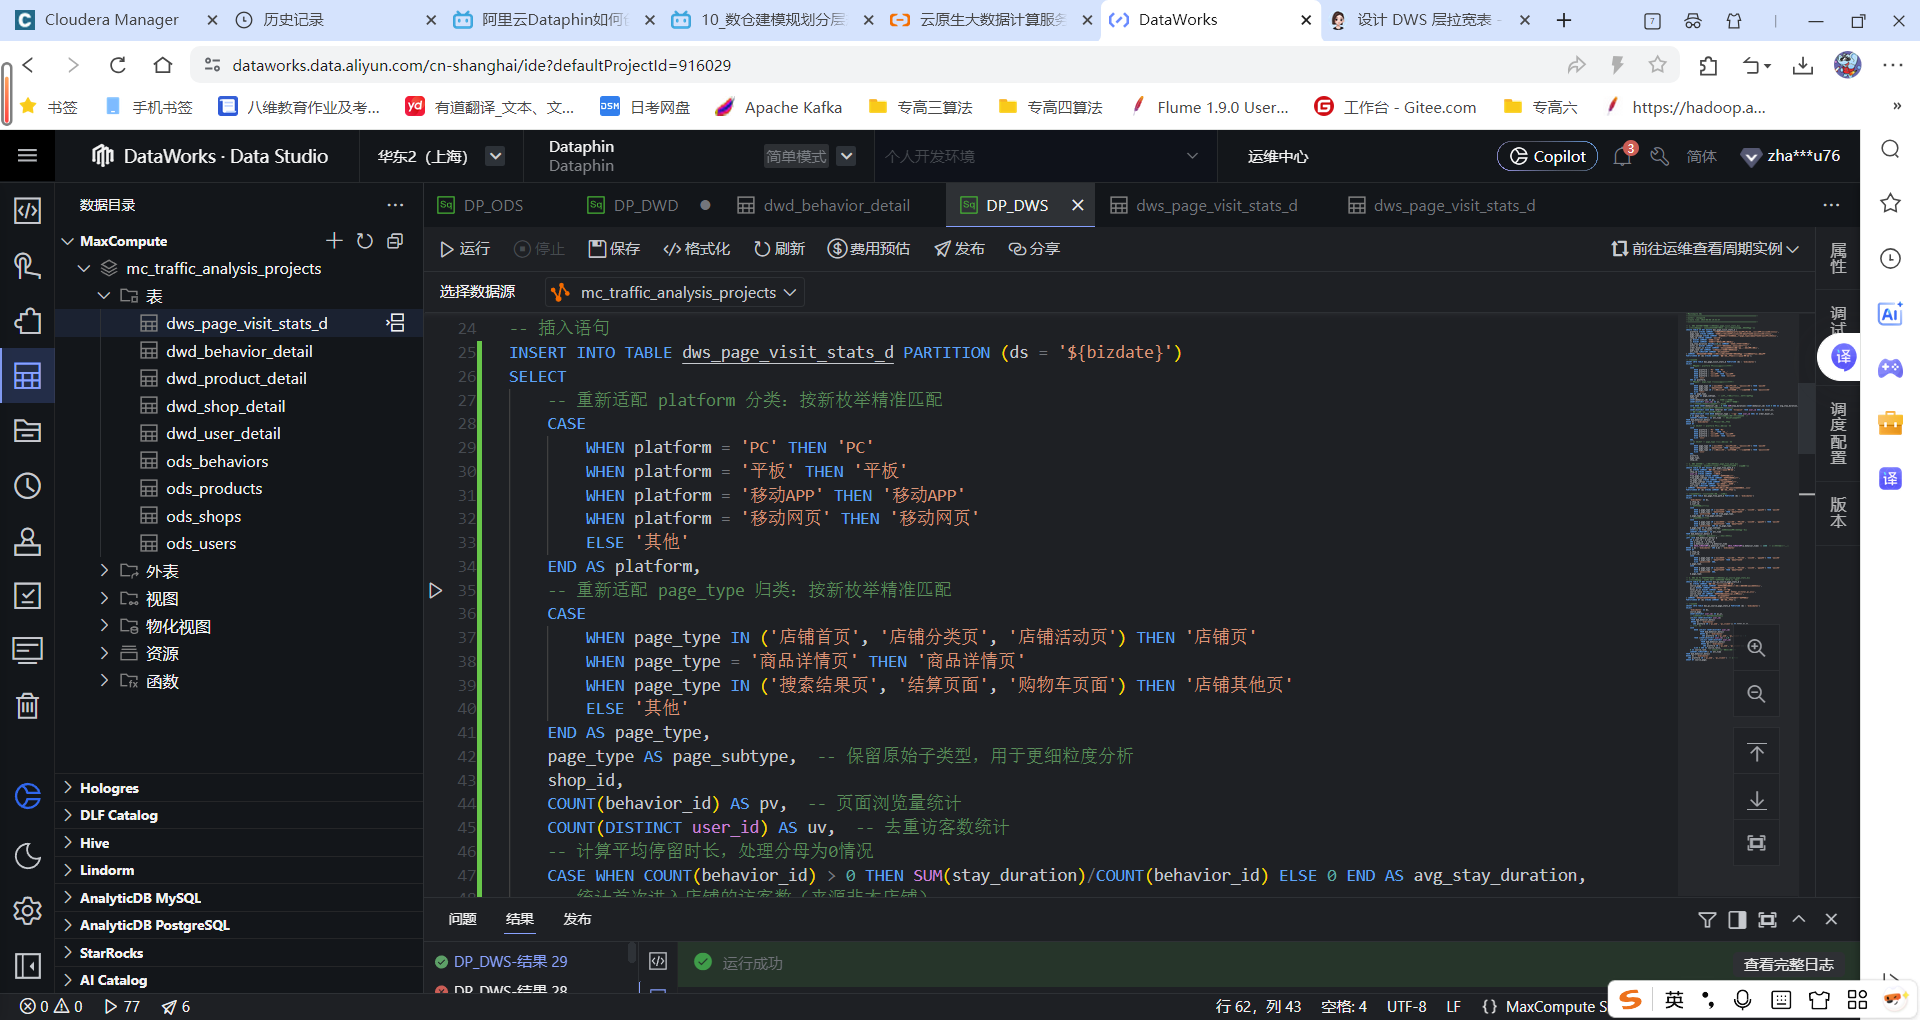 Cloudera Manager
历史记录
阿里云Dataphin如何
10_数仓建模规划分层
云原生大数据计算服务
DataWorks
设计 DWS 层拉宽表
7
dataworks.data.aliyun.com/cn-shanghai/ide?defaultProjectId=916029
书签
手机书签
八维教育作业及考...
有道翻译_文本、文...
日考网盘
Apache Kafka
专高三算法
专高四算法
Flume 1.9.0 User...
工作台 - Gitee.com
专高六
https://hadoop.a...
DataWorks · Data Studio
华东2（上海）
Dataphin
Dataphin
简单模式
个人开发环境
运维中心
Copilot
3
简体
zha***u76
数据目录
DP_ODS
DP_DWD
dwd_behavior_detail
DP_DWS
dws_page_visit_stats_d
dws_page_visit_stats_d
运行
停止
保存
格式化
刷新
费用预估
发布
分享
前往运维查看周期实例
选择数据源
mc_traffic_analysis_projects
MaxCompute
mc_traffic_analysis_projects
表
dws_page_visit_stats_d
dwd_behavior_detail
dwd_product_detail
dwd_shop_detail
dwd_user_detail
ods_behaviors
ods_products
ods_shops
ods_users
外表
视图
物化视图
资源
函数
Hologres
DLF Catalog
Hive
Lindorm
AnalyticDB MySQL
AnalyticDB PostgreSQL
StarRocks
AI Catalog
24 -- 插入语句
25 INSERT INTO TABLE dws_page_visit_stats_d PARTITION (ds = '${bizdate}')
26 SELECT
27 -- 重新适配 platform 分类：按新枚举精准匹配
28 CASE
29 WHEN platform = 'PC' THEN 'PC'
30 WHEN platform = '平板' THEN '平板'
31 WHEN platform = '移动APP' THEN '移动APP'
32 WHEN platform = '移动网页' THEN '移动网页'
33 ELSE '其他'
34 END AS platform,
35 -- 重新适配 page_type 归类：按新枚举精准匹配
36 CASE
37 WHEN page_type IN ('店铺首页', '店铺分类页', '店铺活动页') THEN '店铺页'
38 WHEN page_type = '商品详情页' THEN '商品详情页'
39 WHEN page_type IN ('搜索结果页', '结算页面', '购物车页面') THEN '店铺其他页'
40 ELSE '其他'
41 END AS page_type,
42 page_type AS page_subtype, -- 保留原始子类型，用于更细粒度分析
43 shop_id,
44 COUNT(behavior_id) AS pv, -- 页面浏览量统计
45 COUNT(DISTINCT user_id) AS uv, -- 去重访客数统计
46 -- 计算平均停留时长，处理分母为0情况
47 CASE WHEN COUNT(behavior_id) > 0 THEN SUM(stay_duration)/COUNT(behavior_id) ELSE 0 END AS avg_stay_duration,
属性
调试
调度配置
版本
译
译
问题
结果
发布
DP_DWS-结果 29
DP_DWS-结果 28
运行成功
查看完整日志
0
0
77
6
行 62，列 43
空格: 4
UTF-8
LF
MaxCompute S
英